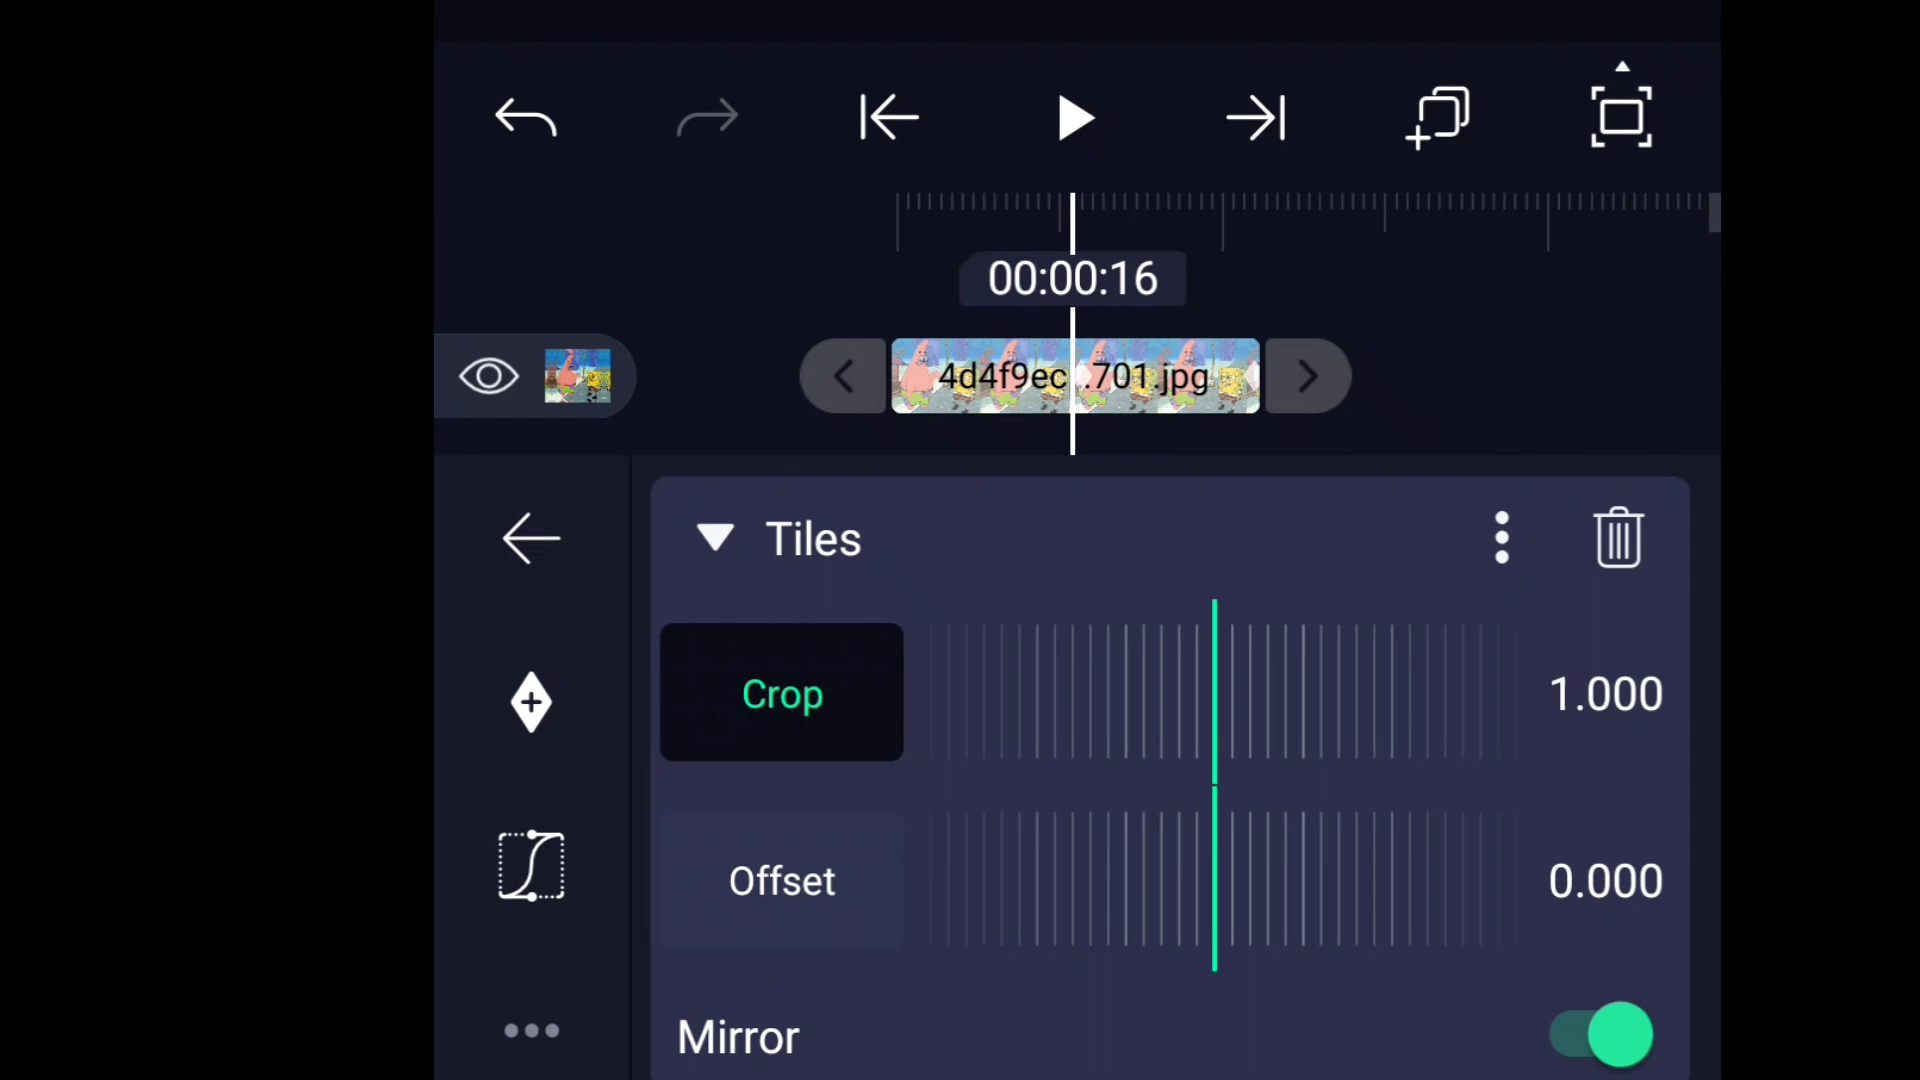 00:00:16
4d4f9ec ..701.jpg
Tiles
Crop
1.000
Offset
0.000
Mirror